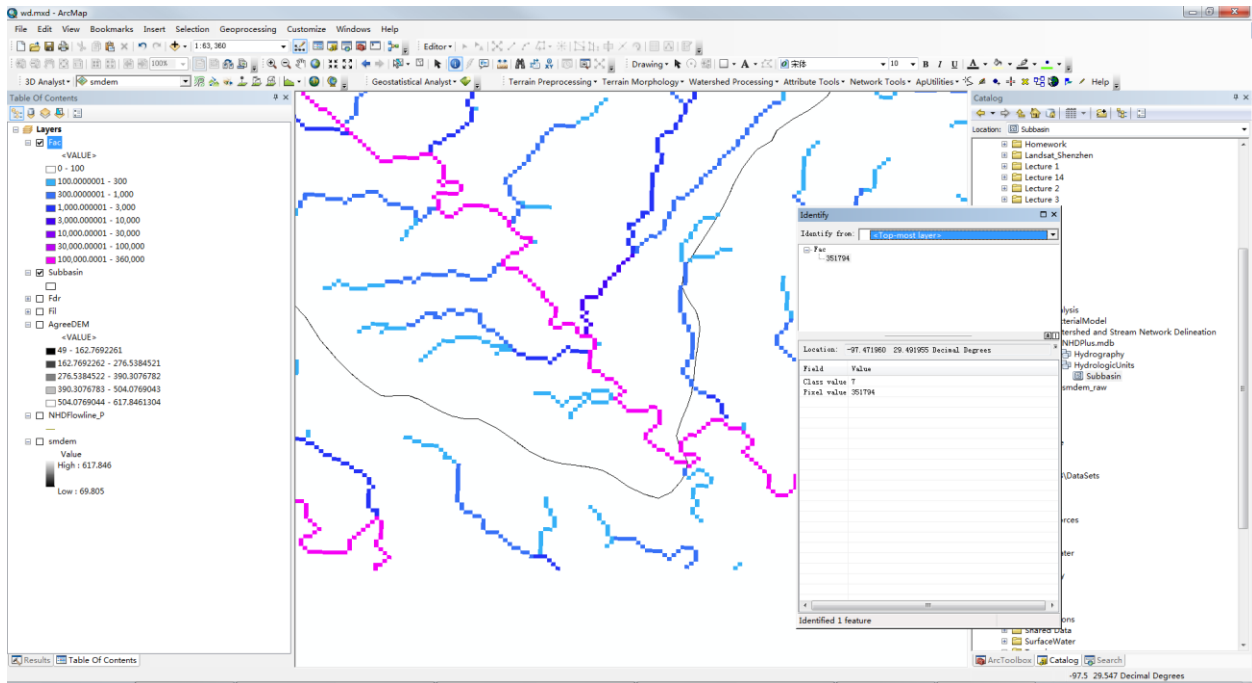 wd.mxd - ArcMap
File Edit View Bookmarks Insert Selection Geoprocessing Customize Windows Help
1:63,360 Editor
100% Drawing 宋体 10 B I U A
3D Analyst smdem Geostatistical Analyst Terrain Preprocessing Terrain Morphology Watershed Processing Attribute Tools Network Tools ApUtilities Help
Table Of Contents
Layers
Fac
<VALUE>
0 - 100
100.0000001 - 300
300.0000001 - 1,000
1,000.000001 - 3,000
3,000.000001 - 10,000
10,000.00001 - 30,000
30,000.00001 - 100,000
100,000.0001 - 360,000
Subbasin
Fdr
Fil
AgreeDEM
<VALUE>
49 - 162.7692261
162.7692262 - 276.5384521
276.5384522 - 390.3076782
390.3076783 - 504.0769043
504.0769044 - 617.8461304
NHDFlowline_P
smdem
Value
High : 617.846
Low : 69.805
Results Table Of Contents
Identify
Identify from: <Top-most layer>
Fac
351794
Location: -97.471960 29.491955 Decimal Degrees
Field Value
Class value 7
Pixel value 351794
Identified 1 feature
Catalog
Location: Subbasin
Homework
Landsat_Shenzhen
Lecture 1
Lecture 14
Lecture 2
Lecture 3
lysis
terialModel
tershed and Stream Network Delineation
NHDPlus.mdb
Hydrography
HydrologicUnits
Subbasin
smdem_raw
\DataSets
orces
ater
ons
Shared Data
SurfaceWater
ArcToolbox Catalog Search
-97.5 29.547 Decimal Degrees